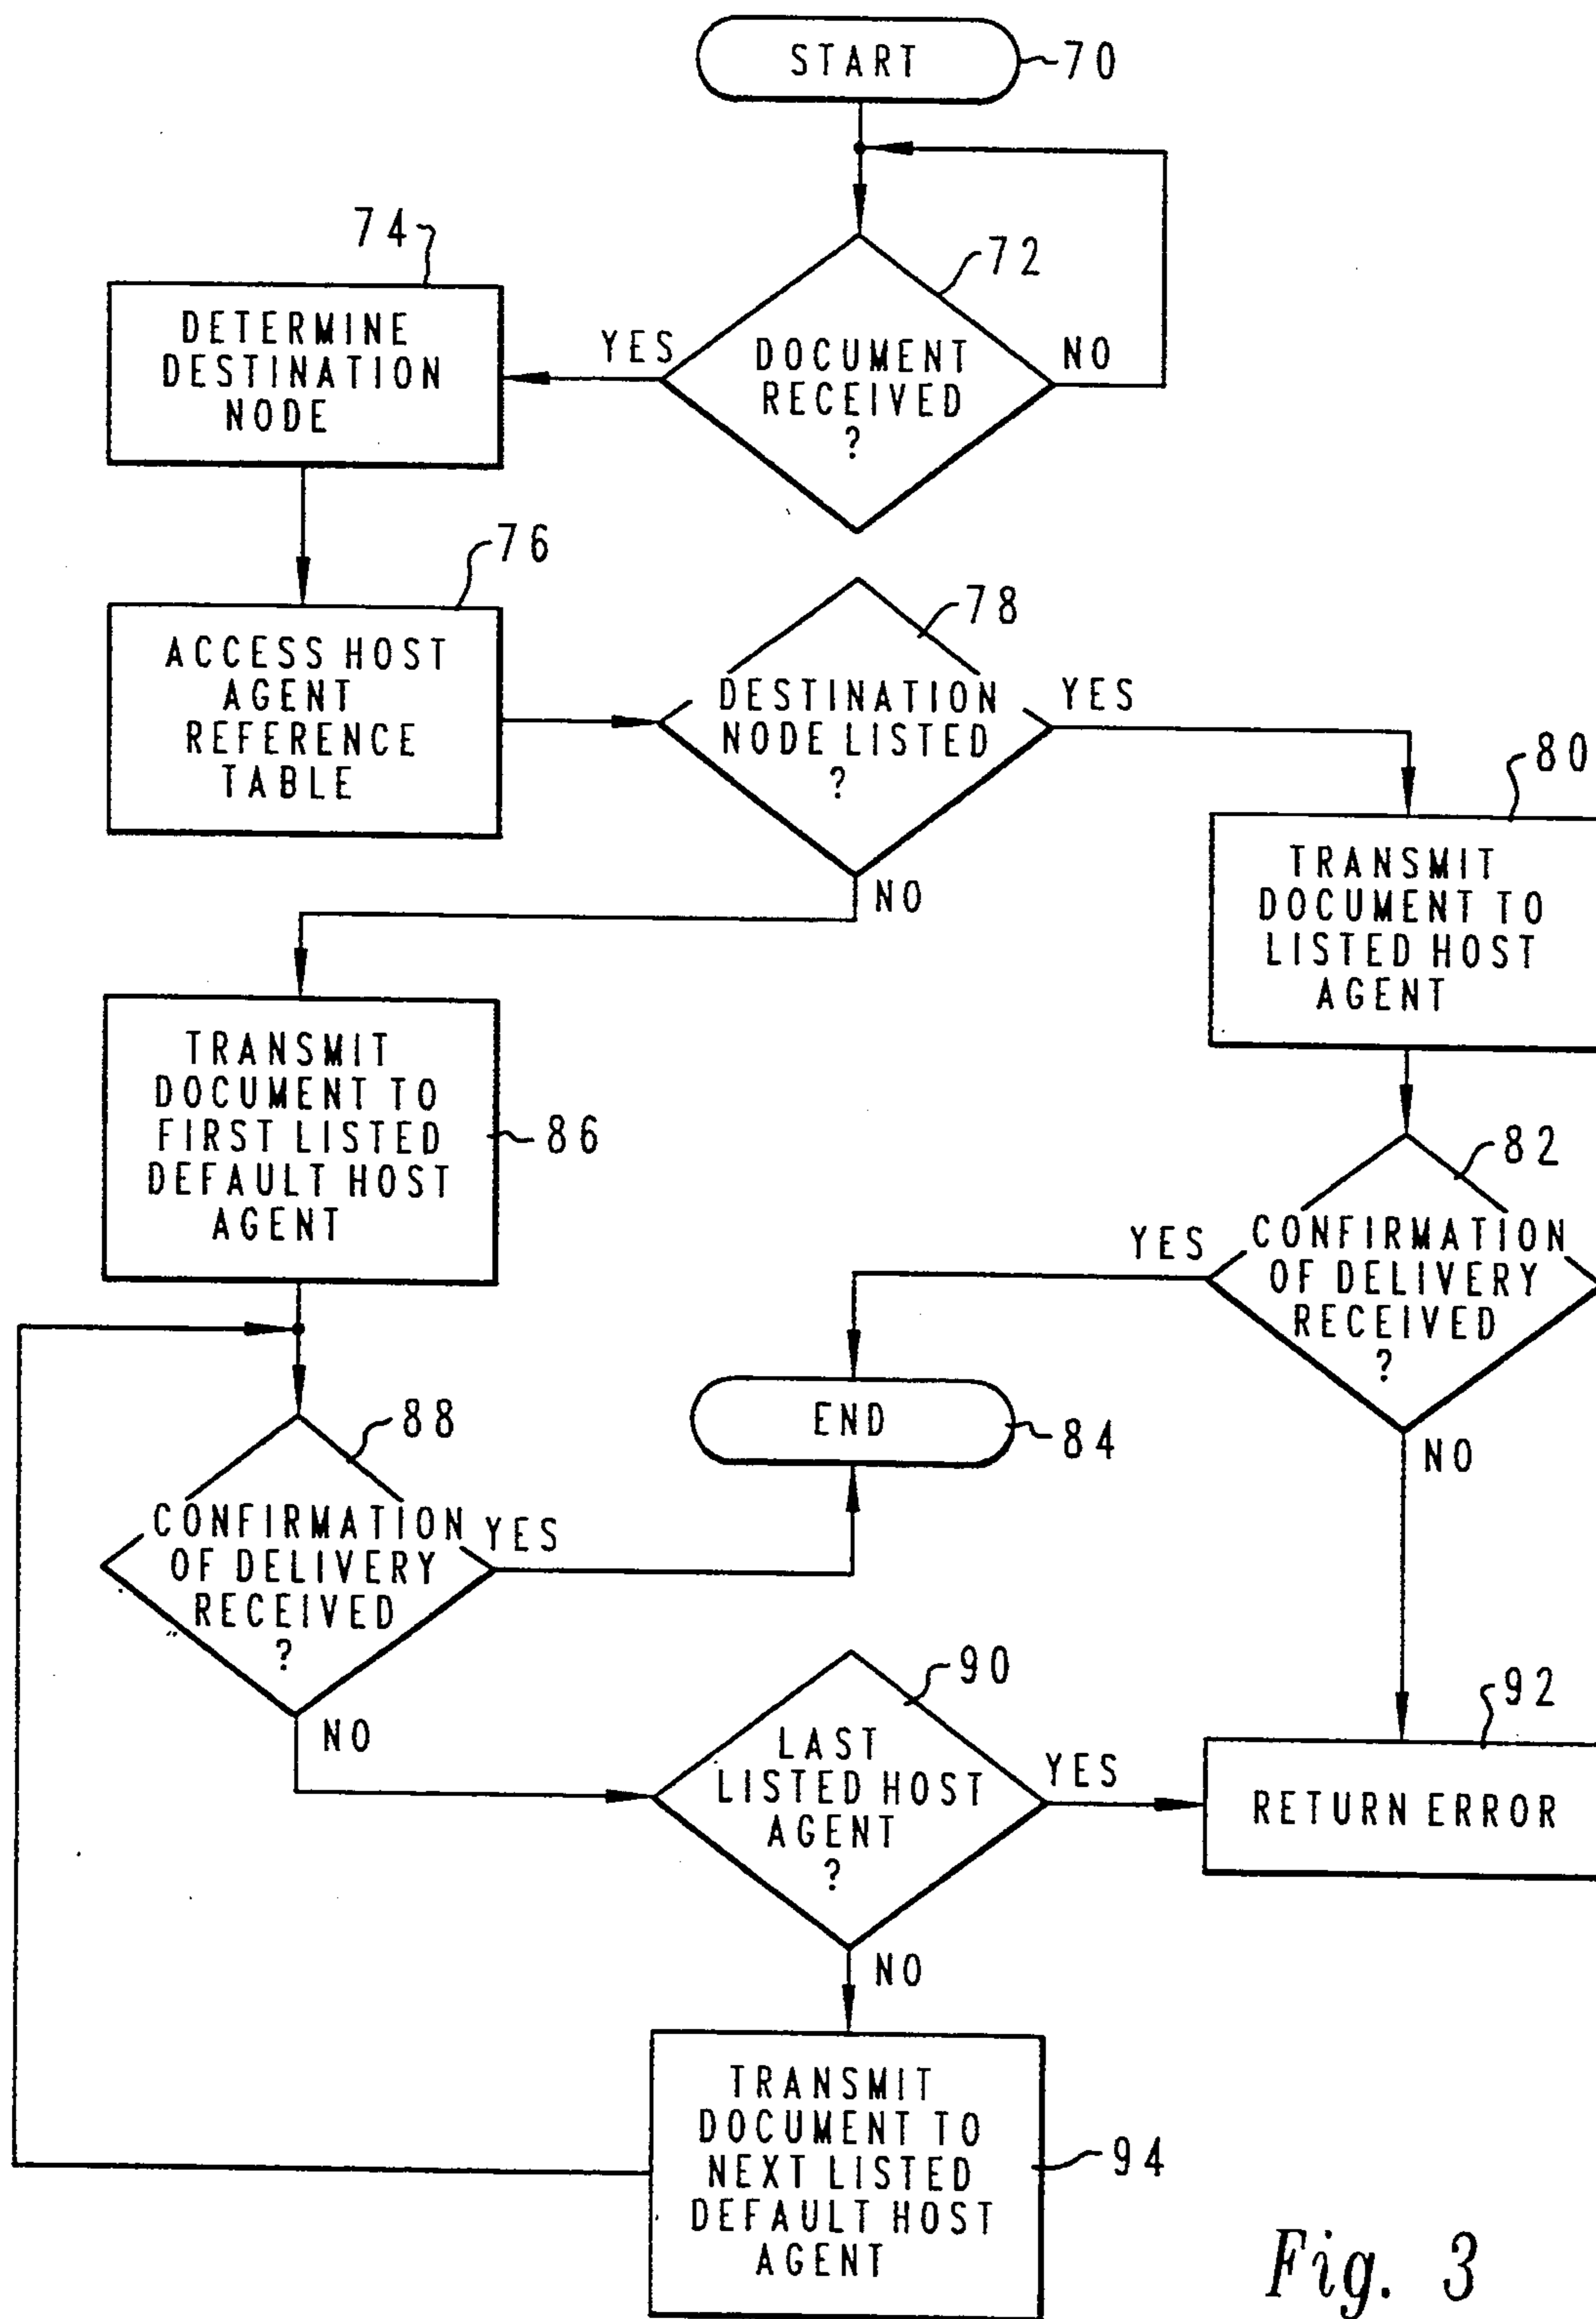 START
70
74
72
DETERMINE
DESTINATION
NODE
YES
DOCUMENT
RECEIVED
?
NO
76
78
ACCESS HOST
AGENT
REFERENCE
TABLE
DESTINATION
NODE LISTED
?
YES
NO
80
TRANSMIT
DOCUMENT TO
LISTED HOST
AGENT
TRANSMIT
DOCUMENT TO
FIRST LISTED
DEFAULT HOST
AGENT
86
82
YES
CONFIRMATION
OF DELIVERY
RECEIVED
?
NO
END
84
88
CONFIRMATION
OF DELIVERY
RECEIVED
?
YES
NO
90
LAST
LISTED HOST
AGENT
?
YES
NO
92
RETURN ERROR
TRANSMIT
DOCUMENT TO
NEXT LISTED
DEFAULT HOST
AGENT
94
Fig. 3